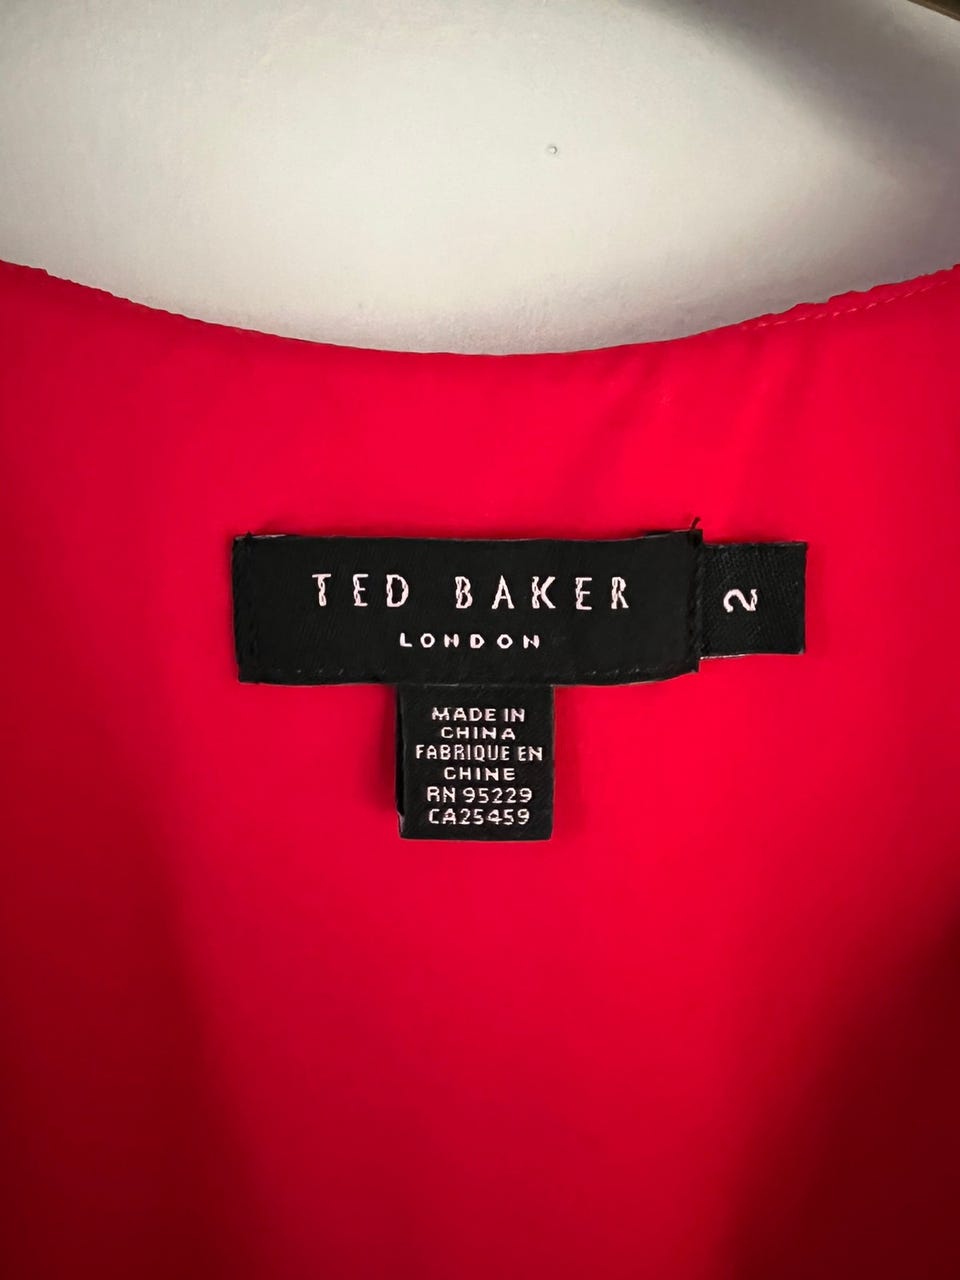 TED BAKER
LONDON
2
MADE IN
CHINA
FABRIQUE EN
CHINE
RN 95229
CA25459